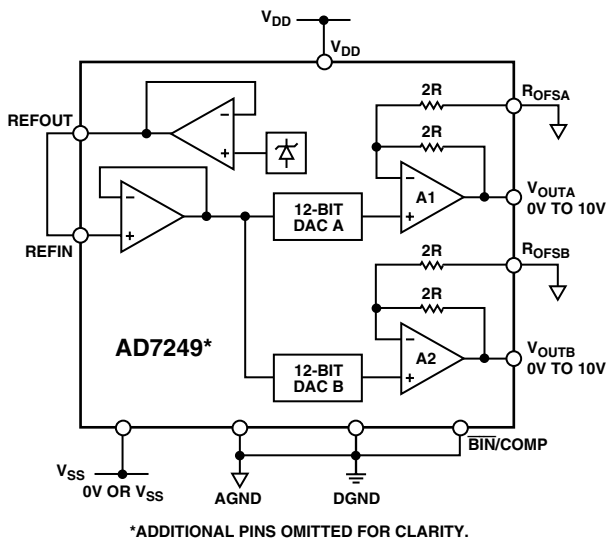 VDD
VDD
2R
ROFSA
REFOUT
2R
A1
VOUTA
0V TO 10V
12-BIT
DAC A
REFIN
2R
ROFSB
2R
AD7249*
A2
VOUTB
0V TO 10V
12-BIT
DAC B
BIN/COMP
VSS
0V OR VSS
AGND
DGND
*ADDITIONAL PINS OMITTED FOR CLARITY.